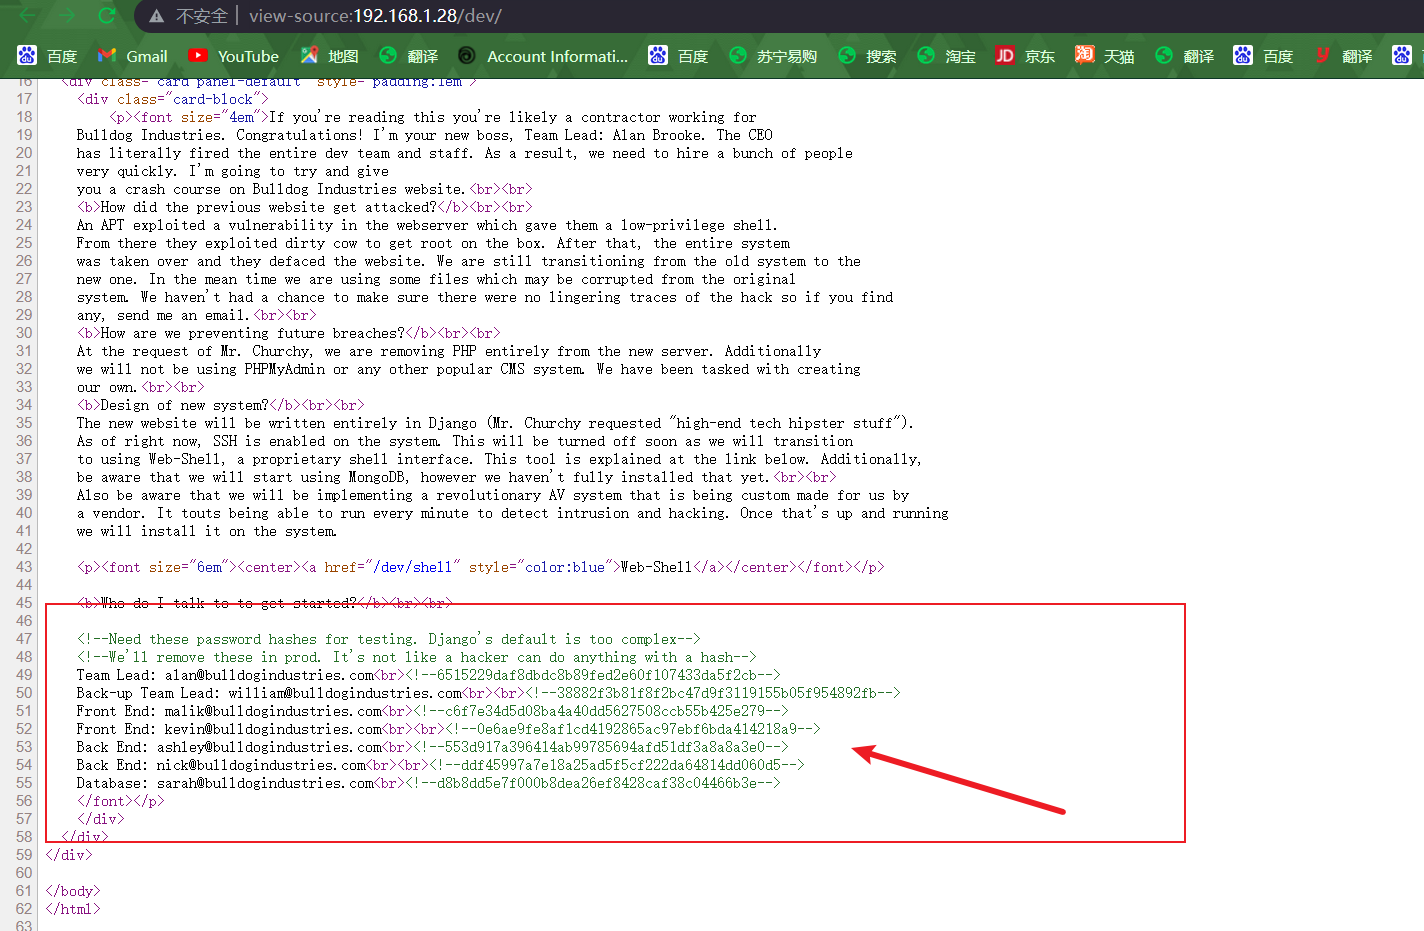 不安全 | view-source:192.168.1.28/dev/
百度 Gmail YouTube 地图 翻译 Account Informati... 百度 苏宁易购 搜索 淘宝 京东 天猫 翻译 百度 翻译
16 <div class="card panel-default" style="padding:1em">
17 <div class="card-block">
18 <p><font size="4em">If you're reading this you're likely a contractor working for
19 Bulldog Industries. Congratulations! I'm your new boss, Team Lead: Alan Brooke. The CEO
20 has literally fired the entire dev team and staff. As a result, we need to hire a bunch of people
21 very quickly. I'm going to try and give
22 you a crash course on Bulldog Industries website.<br><br>
23 <b>How did the previous website get attacked?</b><br><br>
24 An APT exploited a vulnerability in the webserver which gave them a low-privilege shell.
25 From there they exploited dirty cow to get root on the box. After that, the entire system
26 was taken over and they defaced the website. We are still transitioning from the old system to the
27 new one. In the mean time we are using some files which may be corrupted from the original
28 system. We haven't had a chance to make sure there were no lingering traces of the hack so if you find
29 any, send me an email.<br><br>
30 <b>How are we preventing future breaches?</b><br><br>
31 At the request of Mr. Churchy, we are removing PHP entirely from the new server. Additionally
32 we will not be using PHPMyAdmin or any other popular CMS system. We have been tasked with creating
33 our own.<br><br>
34 <b>Design of new system?</b><br><br>
35 The new website will be written entirely in Django (Mr. Churchy requested "high-end tech hipster stuff").
36 As of right now, SSH is enabled on the system. This will be turned off soon as we will transition
37 to using Web-Shell, a proprietary shell interface. This tool is explained at the link below. Additionally,
38 be aware that we will start using MongoDB, however we haven't fully installed that yet.<br><br>
39 Also be aware that we will be implementing a revolutionary AV system that is being custom made for us by
40 a vendor. It touts being able to run every minute to detect intrusion and hacking. Once that's up and running
41 we will install it on the system.
42
43 <p><font size="6em"><center><a href="/dev/shell" style="color:blue">Web-Shell</a></center></font></p>
44
45 <b>Who do I talk to to get started?</b><br><br>
46
47 <!--Need these password hashes for testing. Django's default is too complex-->
48 <!--We'll remove these in prod. It's not like a hacker can do anything with a hash-->
49 Team Lead: alan@bulldogindustries.com<br><!--6515229daf8dbdc8b89fed2e60f107433da5f2cb-->
50 Back-up Team Lead: william@bulldogindustries.com<br><br><!--38882f3b81f8f2bc47d9f3119155b05f954892fb-->
51 Front End: malik@bulldogindustries.com<br><!--c6f7e34d5d08ba4a40dd5627508ccb55b425e279-->
52 Front End: kevin@bulldogindustries.com<br><br><!--0e6ae9fe8af1cd4192865ac97ebf6bda414218a9-->
53 Back End: ashley@bulldogindustries.com<br><!--553d917a396414ab99785694afd51df3a8a8a3e0-->
54 Back End: nick@bulldogindustries.com<br><br><!--ddf45997a7e18a25ad5f5cf222da64814dd060d5-->
55 Database: sarah@bulldogindustries.com<br><!--d8b8dd5e7f000b8dea26ef8428caf38c04466b3e-->
56 </font></p>
57 </div>
58 </div>
59 </div>
60
61 </body>
62 </html>
63